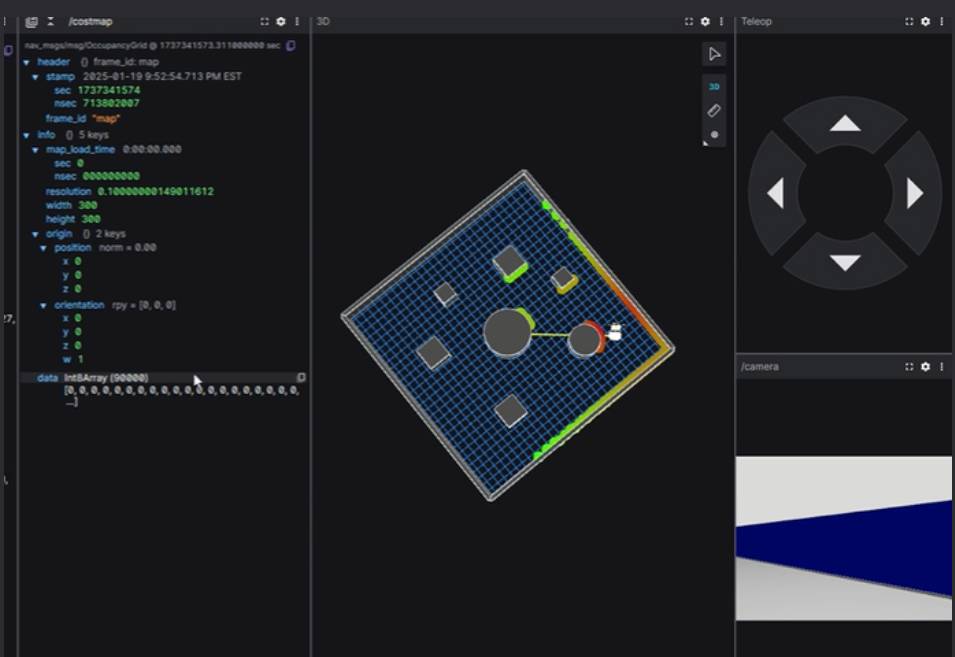 /costmap
3D
Teleop
nav_msgs/msg/OccupancyGrid @ 1737341573.311000000 sec
header {} frame_id: map
stamp 2025-01-19 9:52:54.713 PM EST
sec 1737341574
nsec 713802007
frame_id "map"
info {} 5 keys
map_load_time 0:00:00.000
sec 0
nsec 000000000
resolution 0.10000000149011612
width 300
height 300
origin {} 2 keys
position norm = 0.00
x 0
y 0
z 0
orientation rpy = [0, 0, 0]
x 0
y 0
z 0
w 1
data Int8Array (90000)
[0, 0, 0, 0, 0, 0, 0, 0, 0, 0, 0, 0, 0, 0, 0, 0, 0, 0, 0, 0,
...]
3D
/camera